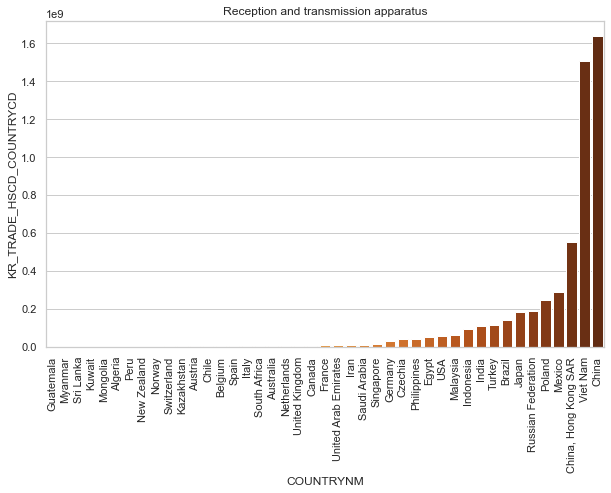 Reception and transmission apparatus
1e9
1.6
1.4
1.2
1.0
0.8
0.6
0.4
0.2
0.0
KR_TRADE_HSCD_COUNTRYCD
Guatemala
Myanmar
Sri Lanka
Kuwait
Mongolia
Algeria
Peru
New Zealand
Norway
Switzerland
Kazakhstan
Austria
Chile
Belgium
Spain
Italy
South Africa
Australia
Netherlands
United Kingdom
Canada
France
United Arab Emirates
Iran
Saudi Arabia
Singapore
Germany
Czechia
Philippines
Egypt
USA
Malaysia
Indonesia
India
Turkey
Brazil
Japan
Russian Federation
Poland
Mexico
China, Hong Kong SAR
Viet Nam
China
COUNTRYNM